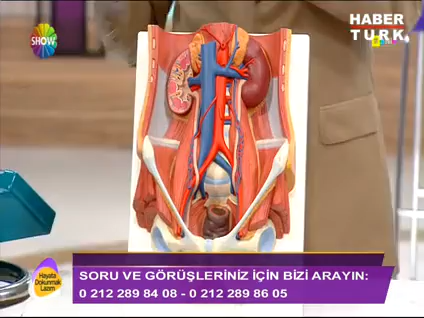 SHOW
HABER
TURK
SORU VE GÖRÜŞLERİNİZ İÇİN BİZİ ARAYIN:
0 212 289 84 08 - 0 212 289 86 05
Hayata
Dokunmak
Lazım